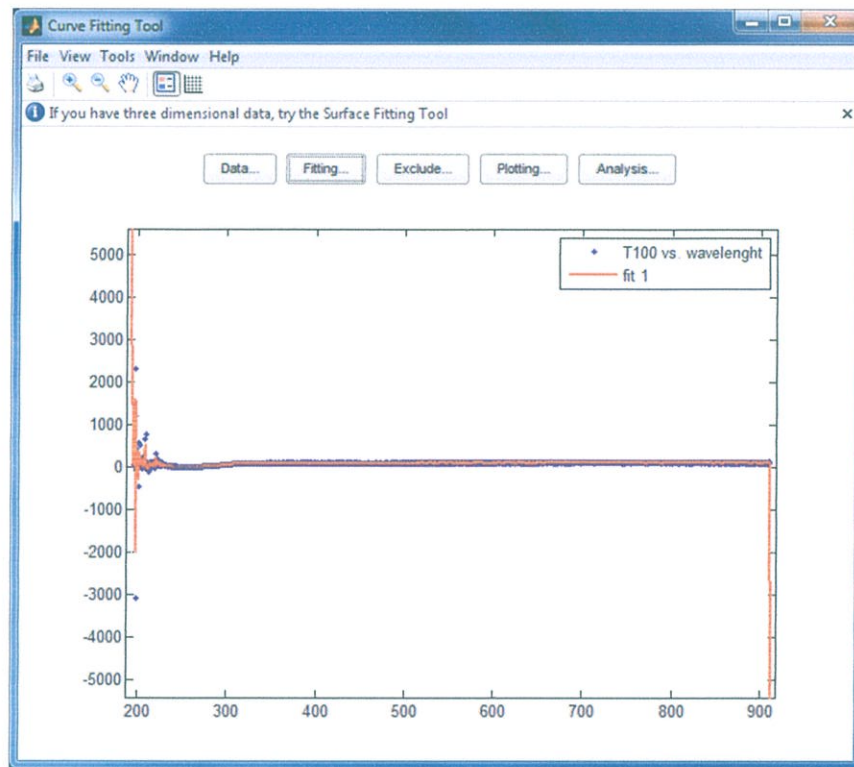 Curve Fitting Tool
File View Tools Window Help
If you have three dimensional data, try the Surface Fitting Tool
Data... Fitting... Exclude... Plotting... Analysis...
T100 vs. wavelenght
fit 1
5000
4000
3000
2000
1000
0
-1000
-2000
-3000
-4000
-5000
200 300 400 500 600 700 800 900